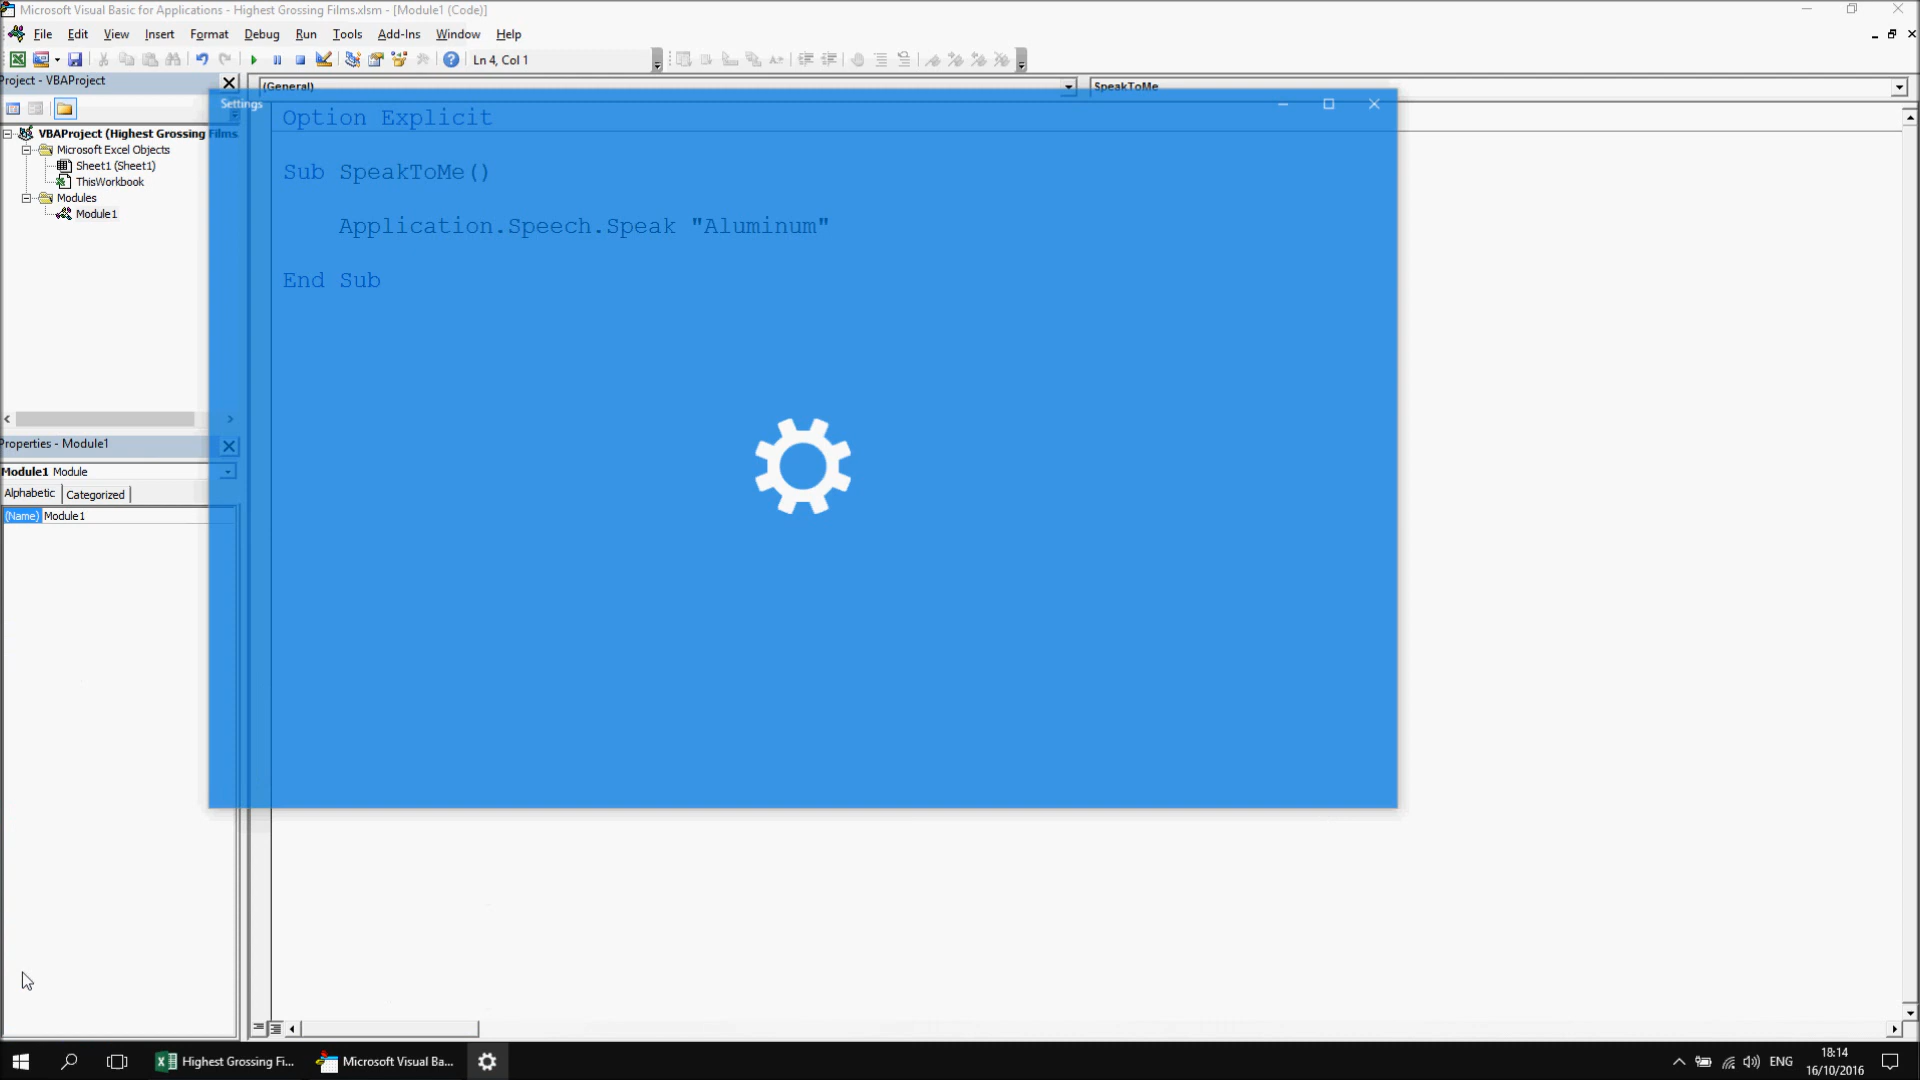 Microsoft Visual Basic for Applications - Highest Grossing Films.xlsm - [Module1 (Code)]
File Edit View Insert Format Debug Run Tools Add-Ins Window Help
Ln 4, Col 1
Project - VBAProject
(General)
SpeakToMe
Settings
VBAProject (Highest Grossing Films
Microsoft Excel Objects
Sheet1 (Sheet1)
ThisWorkbook
Modules
Module1
Option Explicit
Sub SpeakToMe()
Application.Speech.Speak "Aluminum"
End Sub
Properties - Module1
Module1 Module
Alphabetic Categorized
(Name) Module1
Highest Grossing Fi...
Microsoft Visual Ba...
ENG
18:14
16/10/2016